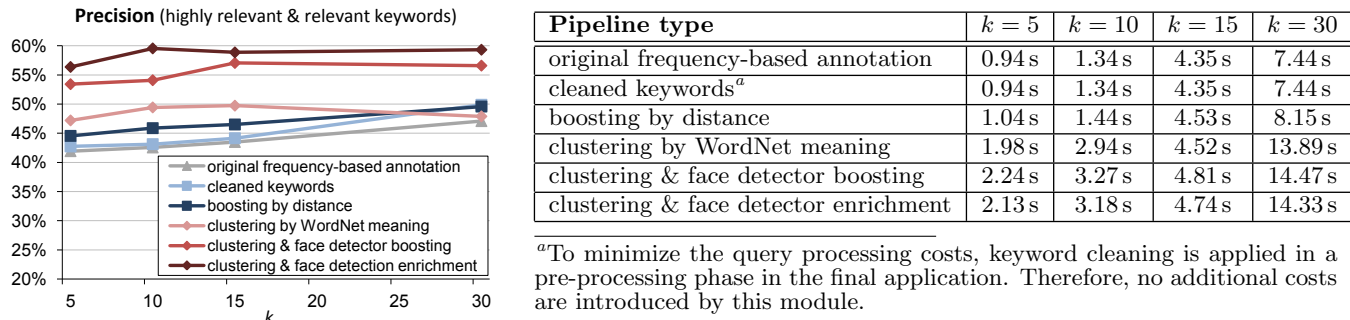 Precision (highly relevant & relevant keywords)
60%
55%
50%
45%
40%
35%
30%
25%
20%
original frequency-based annotation
cleaned keywords
boosting by distance
clustering by WordNet meaning
clustering & face detector boosting
clustering & face detection enrichment
5 10 15 20 25 30
k
Pipeline type k = 5 k = 10 k = 15 k = 30
original frequency-based annotation 0.94 s 1.34 s 4.35 s 7.44 s
cleaned keywordsᵃ 0.94 s 1.34 s 4.35 s 7.44 s
boosting by distance 1.04 s 1.44 s 4.53 s 8.15 s
clustering by WordNet meaning 1.98 s 2.94 s 4.52 s 13.89 s
clustering & face detector boosting 2.24 s 3.27 s 4.81 s 14.47 s
clustering & face detector enrichment 2.13 s 3.18 s 4.74 s 14.33 s
ᵃTo minimize the query processing costs, keyword cleaning is applied in a
pre-processing phase in the final application. Therefore, no additional costs
are introduced by this module.